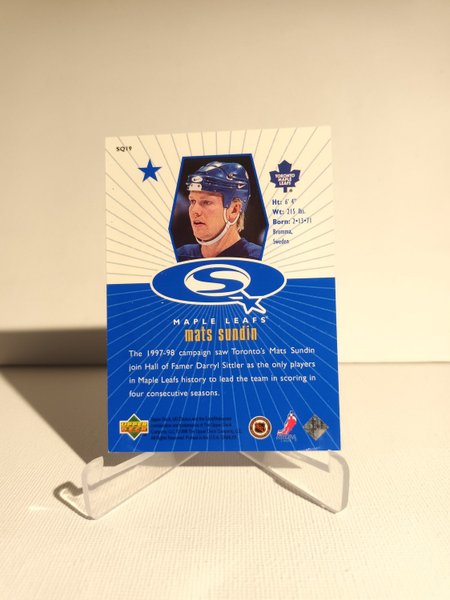 SQ19
TORONTO
MAPLE
LEAFS
Ht: 6' 4"
Wt: 215 lbs.
Born: 2•13•71
Bromma,
Sweden
S
MAPLE LEAFS
mats sundin
The 1997-98 campaign saw Toronto's Mats Sundin
join Hall of Famer Darryl Sittler as the only players
in Maple Leafs history to lead the team in scoring in
four consecutive seasons.
UPPER
DECK